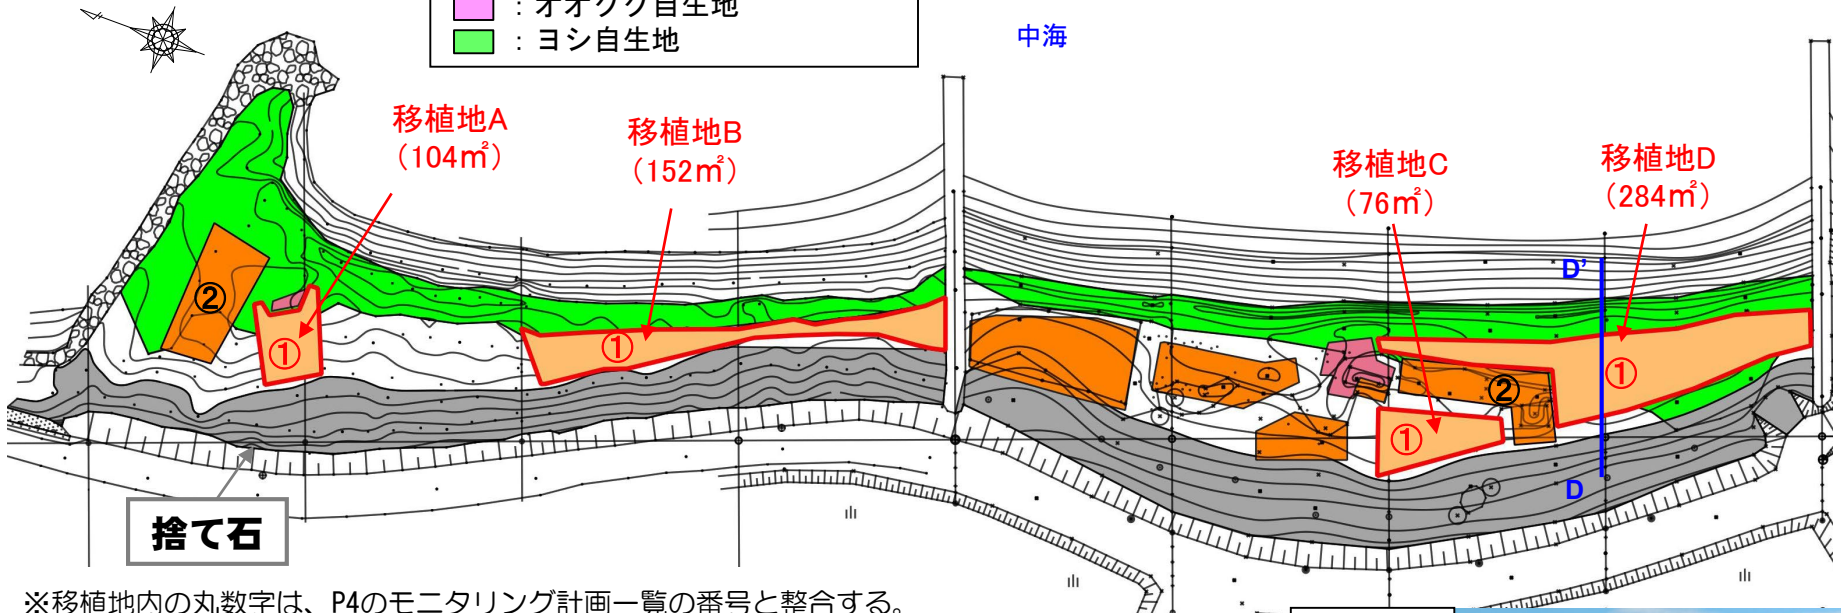 ：オオクグ自生地
：ヨシ自生地
中海
移植地A
（104㎡）
移植地B
（152㎡）
移植地C
（76㎡）
移植地D
（284㎡）
D'
②
①
①
②
①
①
D
捨て石
※移植地内の丸数字は、P4のモニタリング計画一覧の番号と整合する。